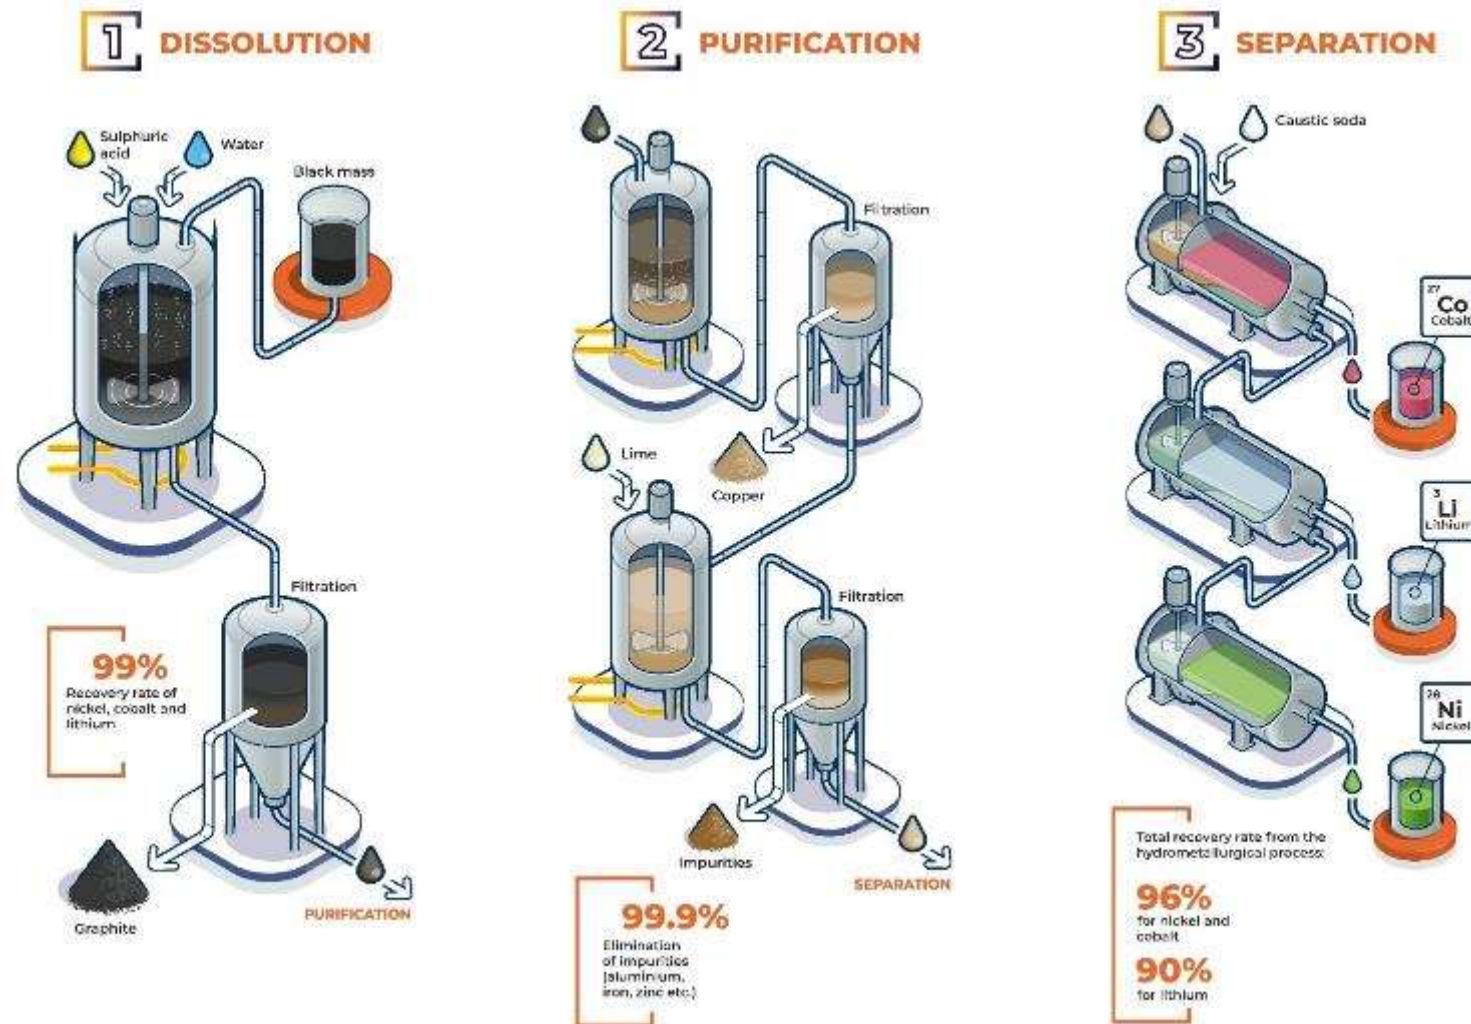 1 DISSOLUTION
Sulphuric
acid
Water
Black mass
Filtration
99%
Recovery rate of
nickel, cobalt and
lithium
Graphite
PURIFICATION
2 PURIFICATION
Filtration
Lime
Copper
Filtration
Impurities
SEPARATION
99.9%
Elimination
of impurities
(aluminium,
iron, zinc etc.)
3 SEPARATION
Caustic soda
27
Co
Cobalt
3
Li
Lithium
28
Ni
Nickel
Total recovery rate from the
hydrometallurgical process:
96%
for nickel and
cobalt
90%
for lithium